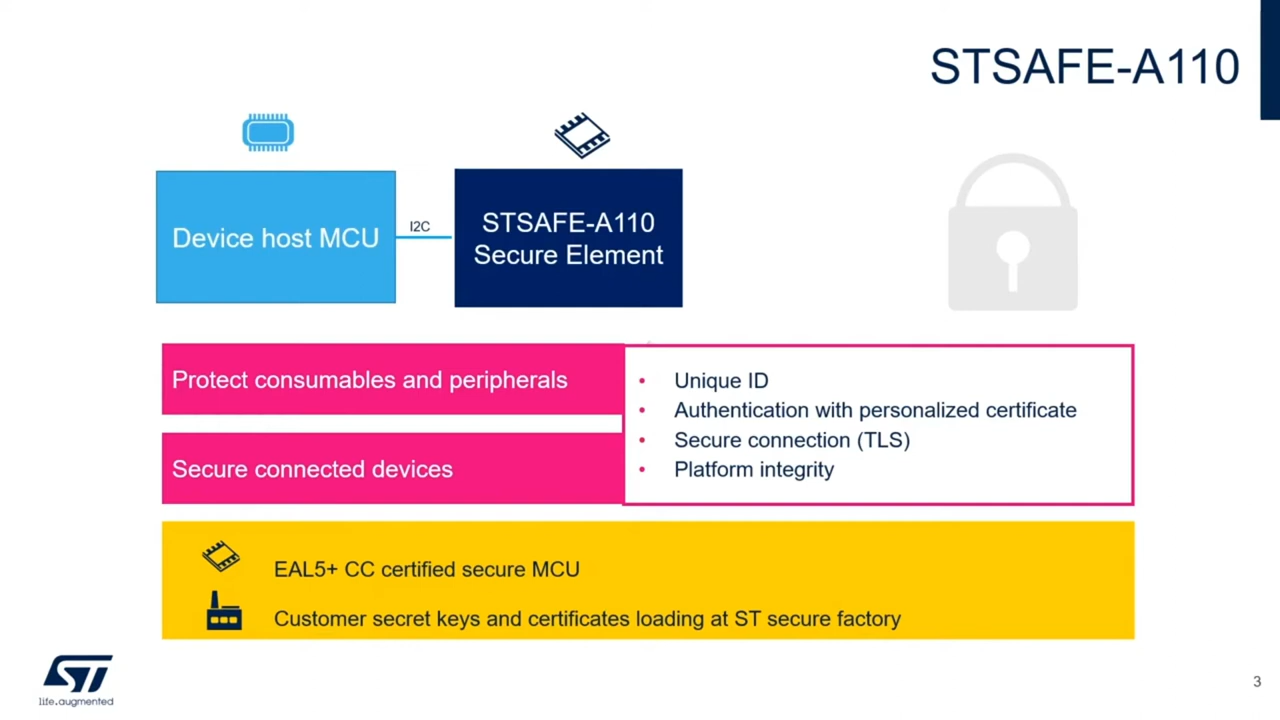 STSAFE-A110
Device host MCU
I2C
STSAFE-A110
Secure Element
Protect consumables and peripherals
Secure connected devices
• Unique ID
• Authentication with personalized certificate
• Secure connection (TLS)
• Platform integrity
EAL5+ CC certified secure MCU
Customer secret keys and certificates loading at ST secure factory
ST
life.augmented
3